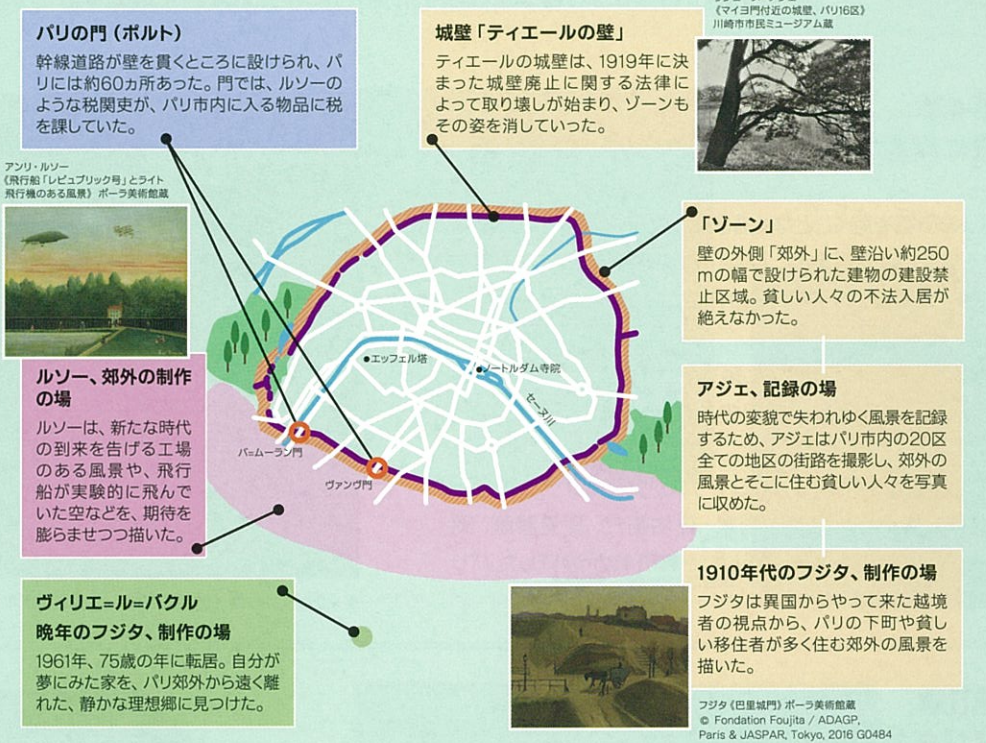 パリの門（ポルト）
幹線道路が壁を貫くところに設けられ、パ
リには約60ヵ所あった。門では、ルソーの
ような税関吏が、パリ市内に入る物品に税
を課していた。
城壁「ティエールの壁」
ティエールの城壁は、1919年に決
まった城壁廃止に関する法律に
よって取り壊しが始まり、ゾーンも
その姿を消していった。
《マイヨ門付近の城壁、パリ16区》
川崎市市民ミュージアム蔵
アンリ・ルソー
《飛行船「レピュブリック号」とライト
飛行機のある風景》 ポーラ美術館蔵
「ゾーン」
壁の外側「郊外」に、壁沿い約250
mの幅で設けられた建物の建設禁
止区域。貧しい人々の不法入居が
絶えなかった。
エッフェル塔
ノートルダム寺院
セーヌ川
バ=ムーラン門
ヴァンヴ門
ルソー、郊外の制作
の場
ルソーは、新たな時代
の到来を告げる工場
のある風景や、飛行
船が実験的に飛んで
いた空などを、期待を
膨らませつつ描いた。
アジェ、記録の場
時代の変貌で失われゆく風景を記録
するため、アジェはパリ市内の20区
全ての地区の街路を撮影し、郊外の
風景とそこに住む貧しい人々を写真
に収めた。
ヴィリエ=ル=バクル
晩年のフジタ、制作の場
1961年、75歳の年に転居。自分が
夢にみた家を、パリ郊外から遠く離
れた、静かな理想郷に見つけた。
1910年代のフジタ、制作の場
フジタは異国からやって来た越境
者の視点から、パリの下町や貧し
い移住者が多く住む郊外の風景を
描いた。
フジタ《巴里城門》ポーラ美術館蔵
© Fondation Foujita / ADAGP,
Paris & JASPAR, Tokyo, 2016 G0484